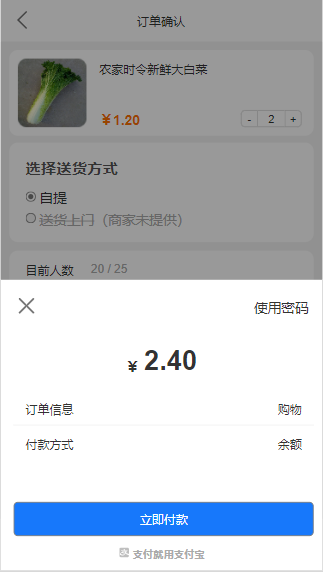 订单确认
农家时令新鲜大白菜
¥1.20
- 2 +
选择送货方式
自提
送货上门（商家未提供）
目前人数 20 / 25
使用密码
¥ 2.40
订单信息 购物
付款方式 余额
立即付款
支付就用支付宝